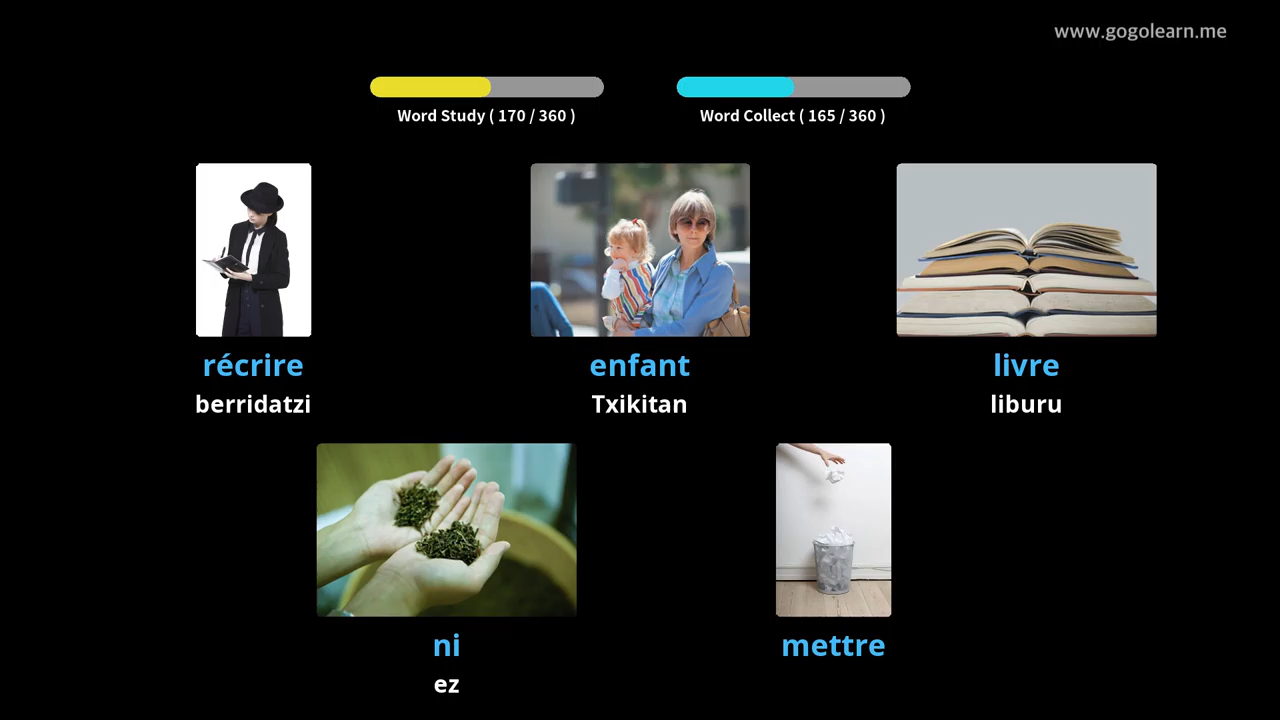 www.gogolearn.me
Word Study ( 170 / 360 )
Word Collect ( 165 / 360 )
récrire
berridatzi
enfant
Txikitan
livre
liburu
ni
ez
mettre